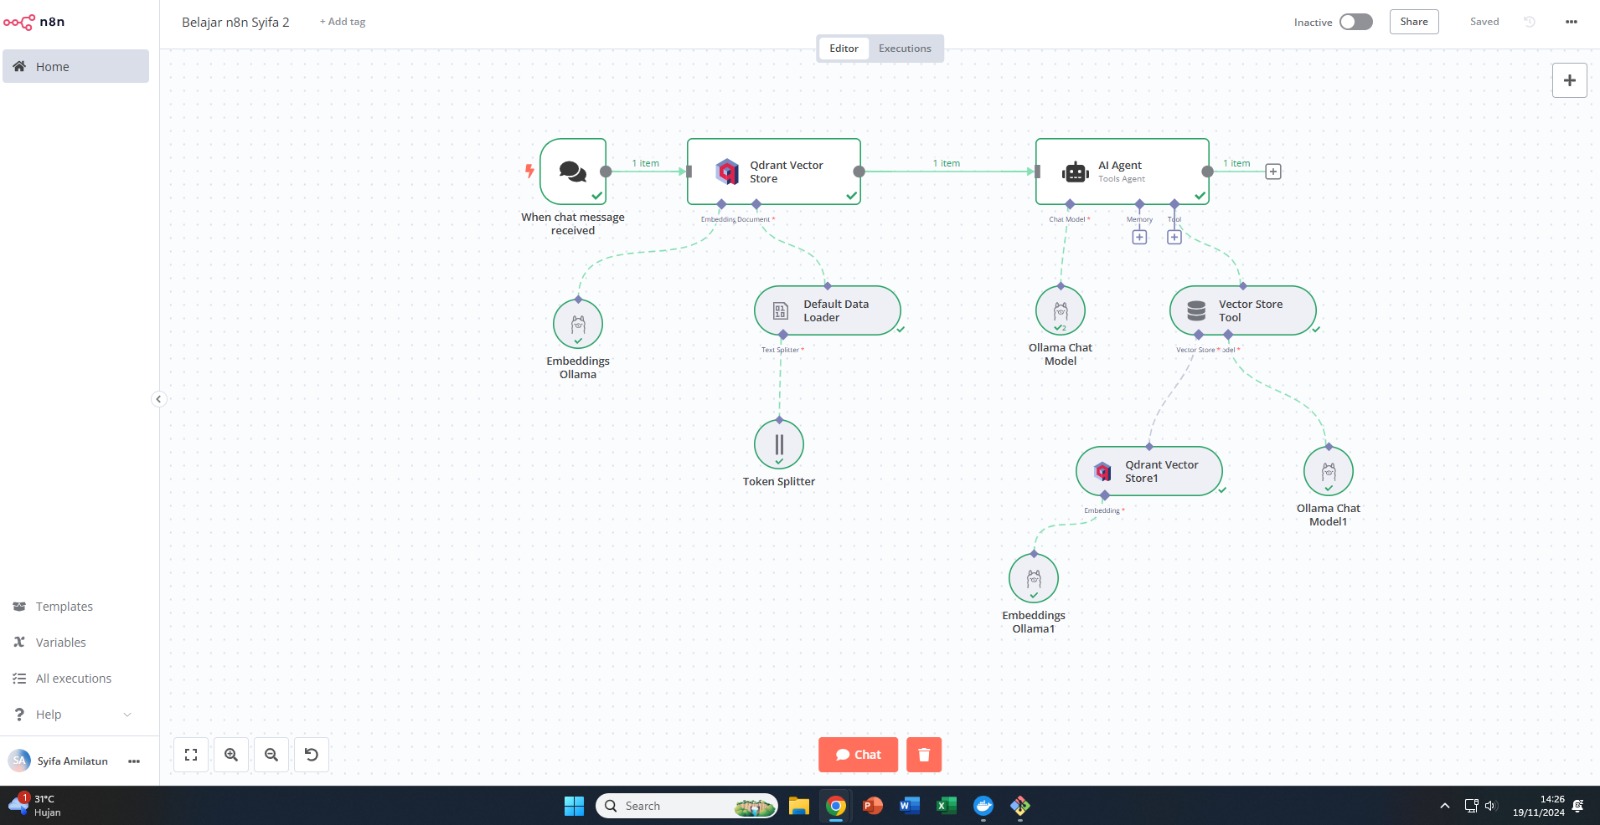 n8n
Belajar n8n Syifa 2
+ Add tag
Inactive
Share
Saved
Editor
Executions
Home
1 item
1 item
1 item
Qdrant Vector
Store
AI Agent
Tools Agent
When chat message
received
Embedding
Document *
Chat Model *
Memory
Tool
Default Data
Loader
Vector Store
Tool
Embeddings
Ollama
Text Splitter *
2
Ollama Chat
Model
Vector Store *
Token Splitter
Qdrant Vector
Store1
Embedding *
Ollama Chat
Model1
Embeddings
Ollama1
Templates
Variables
All executions
Help
SA
Syifa Amilatun
Chat
1
31°C
Hujan
Search
14:26
19/11/2024